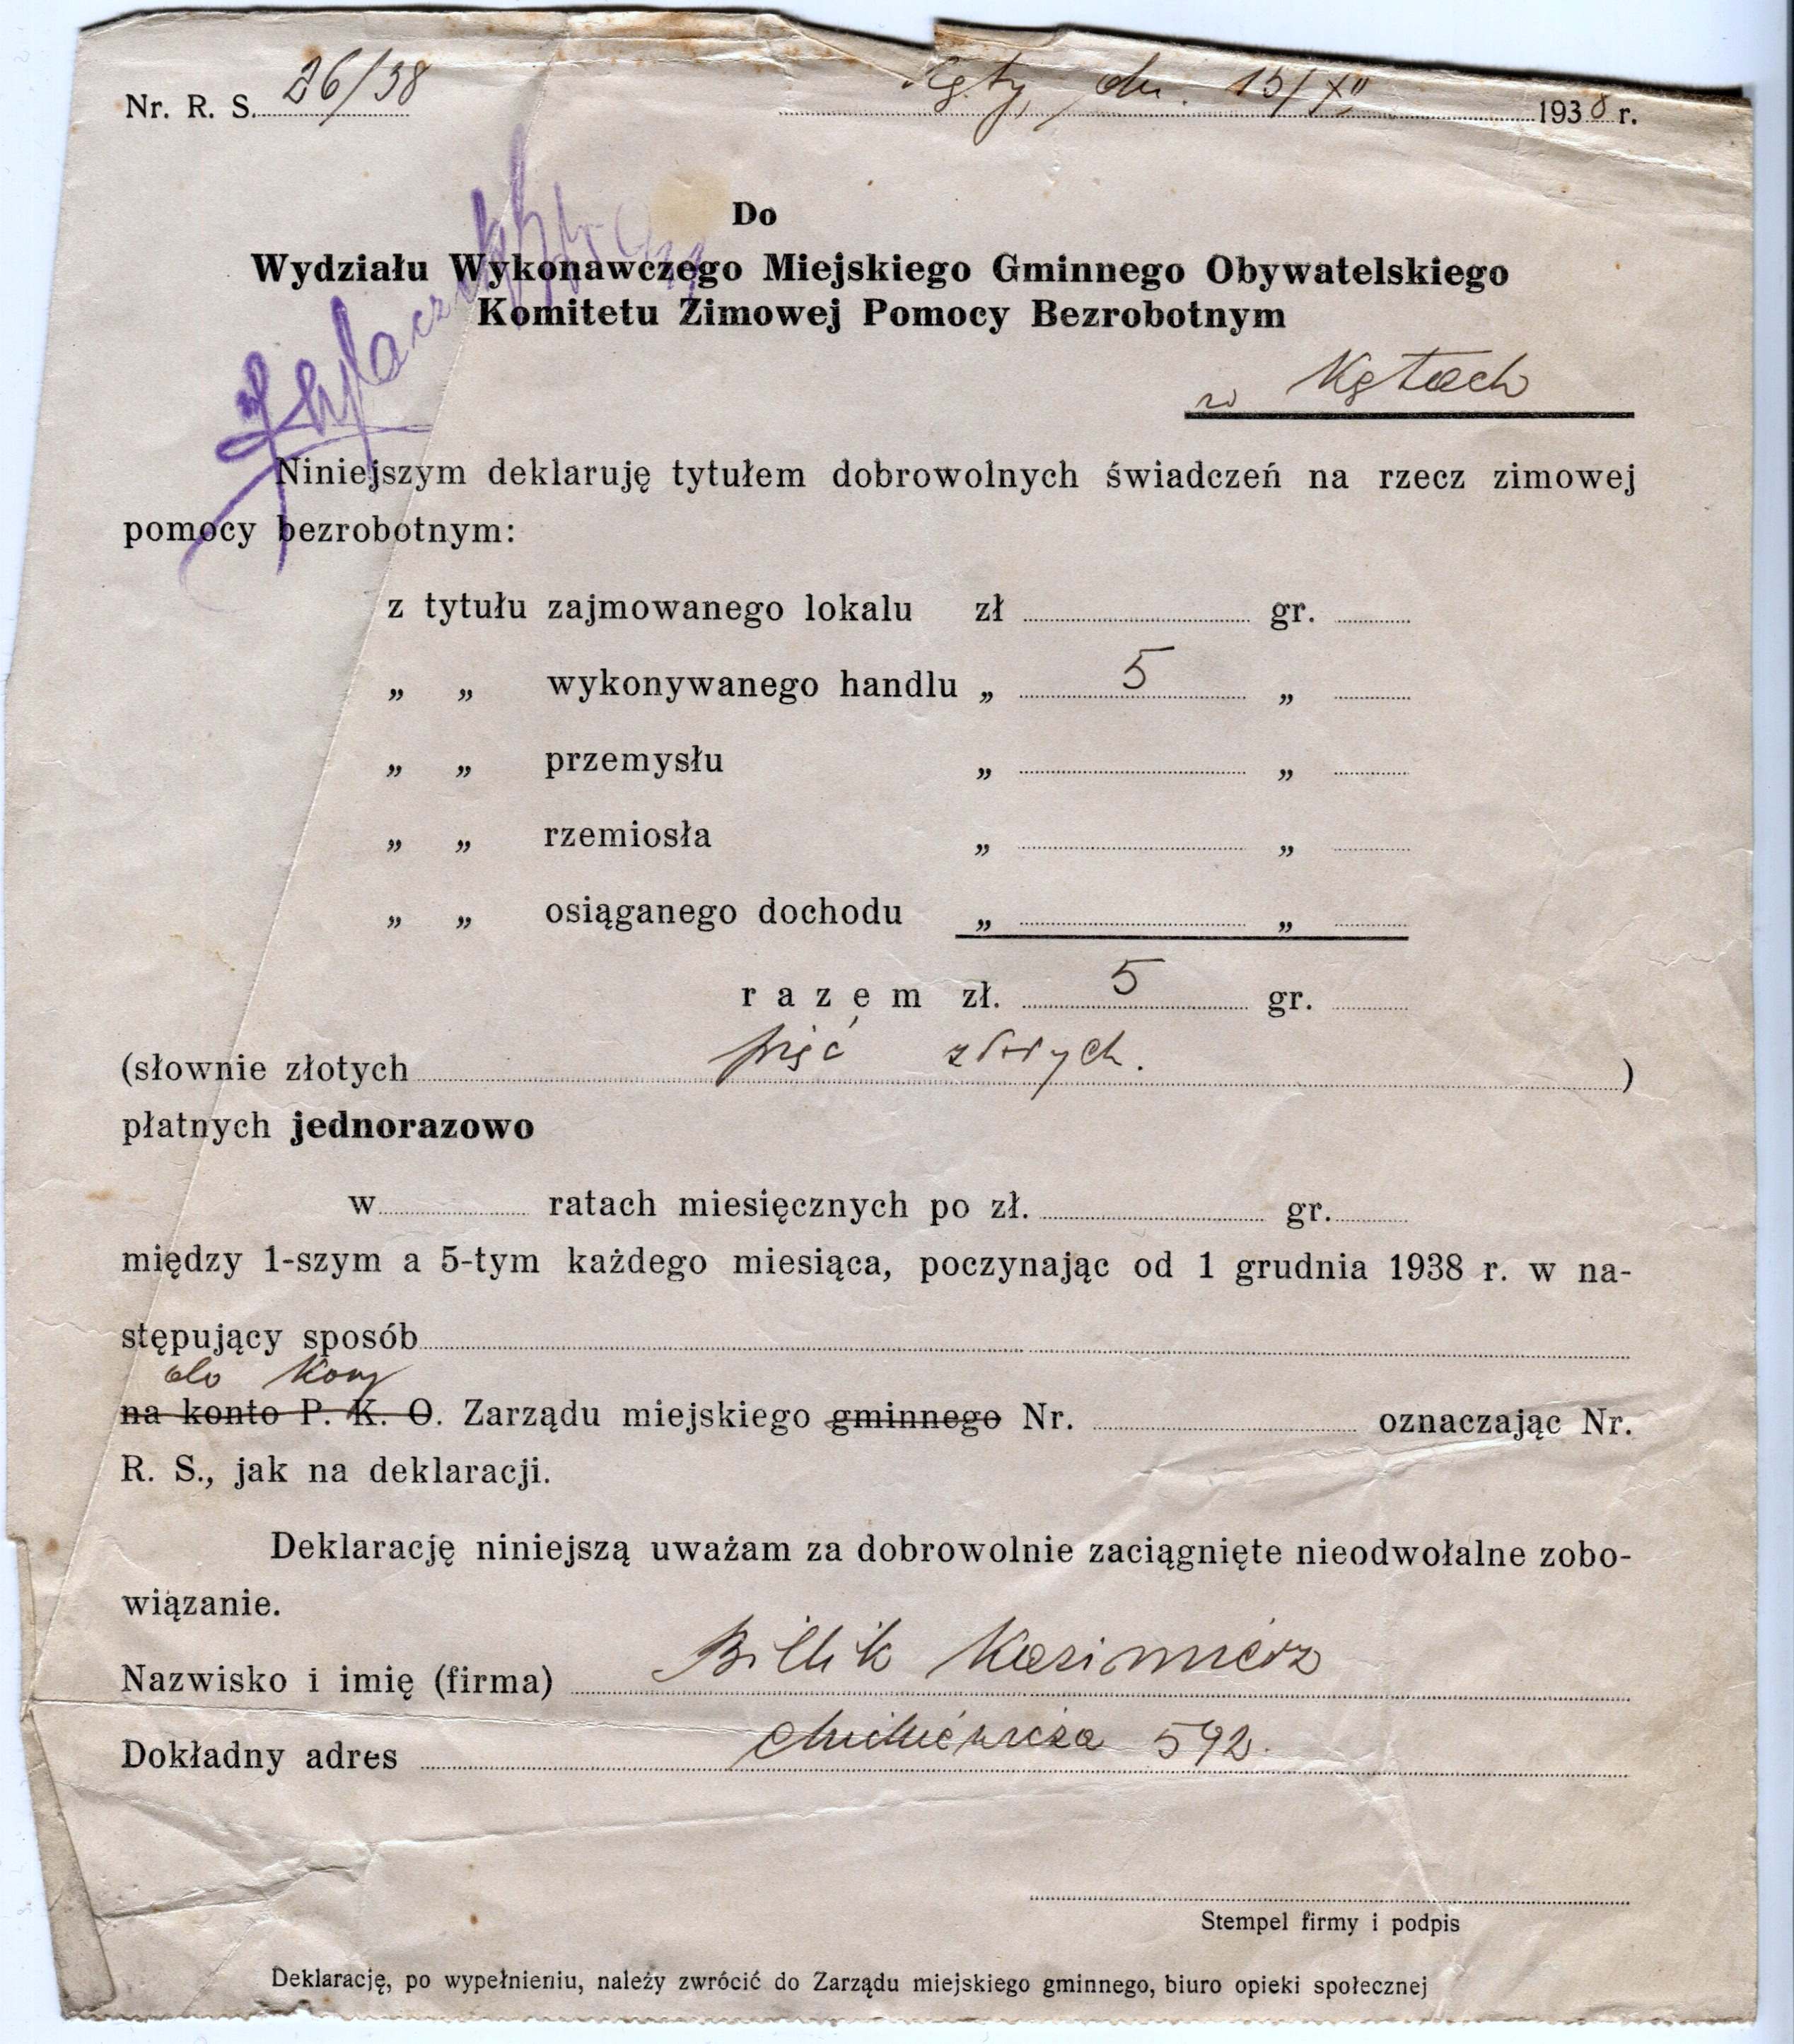 Nr. R. S. 26/38 Kęty, dn. 15/XII 1938 r.
Do
Wydziału Wykonawczego Miejskiego Gminnego Obywatelskiego
Komitetu Zimowej Pomocy Bezrobotnym
w Kętach
Niniejszym deklaruję tytułem dobrowolnych świadczeń na rzecz zimowej
pomocy bezrobotnym:
z tytułu zajmowanego lokalu zł gr.
„ „ wykonywanego handlu „ 5 „
„ „ przemysłu „ „
„ „ rzemiosła „ „
„ „ osiąganego dochodu „ „
razem zł. 5 gr.
(słownie złotych pięć złotych. )
płatnych jednorazowo
w ratach miesięcznych po zł. gr.
między 1-szym a 5-tym każdego miesiąca, poczynając od 1 grudnia 1938 r. w na-
stępujący sposób
do Kasy
na konto P. K. O. Zarządu miejskiego gminnego Nr. oznaczając Nr.
R. S., jak na deklaracji.
Deklarację niniejszą uważam za dobrowolnie zaciągnięte nieodwołalne zobo-
wiązanie.
Nazwisko i imię (firma) Billik Kazimierz
Dokładny adres Mickiewicza 592.
Stempel firmy i podpis
Deklarację, po wypełnieniu, należy zwrócić do Zarządu miejskiego gminnego, biuro opieki społecznej